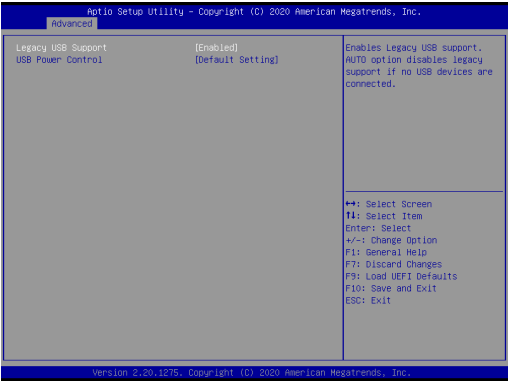 Aptio Setup Utility – Copyright (C) 2020 American Megatrends, Inc.
Advanced
Legacy USB Support [Enabled]
USB Power Control [Default Setting]
Enables Legacy USB support.
AUTO option disables legacy
support if no USB devices are
connected.
↔: Select Screen
↑↓: Select Item
Enter: Select
+/-: Change Option
F1: General Help
F7: Discard Changes
F9: Load UEFI Defaults
F10: Save and Exit
ESC: Exit
Version 2.20.1275. Copyright (C) 2020 American Megatrends, Inc.